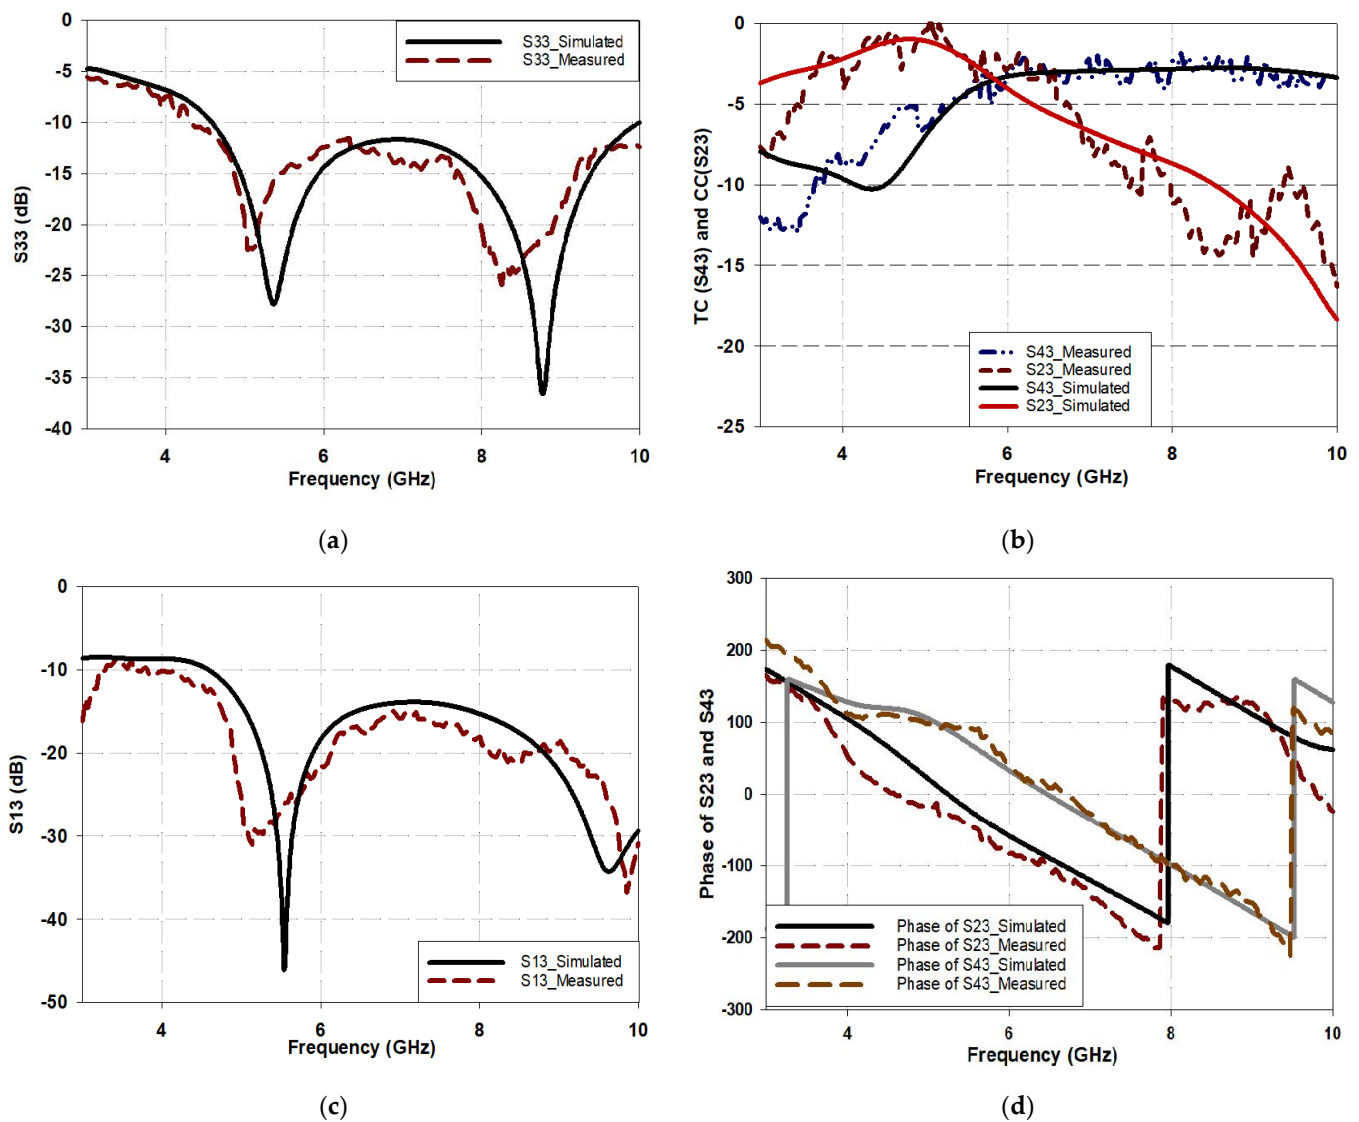 0
-5
-10
-15
-20
-25
-30
-35
-40
S33 (dB)
S33_Simulated
S33_Measured
4
6
8
10
Frequency (GHz)
(a)
0
-5
-10
-15
-20
-25
TC (S43) and CC(S23)
S43_Measured
S23_Measured
S43_Simulated
S23_Simulated
4
6
8
10
Frequency (GHz)
(b)
0
-10
-20
-30
-40
-50
S13 (dB)
S13_Simulated
S13_Measured
4
6
8
10
Frequency (GHz)
(c)
300
200
100
0
-100
-200
-300
Phase of S23 and S43
Phase of S23_Simulated
Phase of S23_Measured
Phase of S43_Simulated
Phase of S43_Measured
4
6
8
10
Frequency (GHz)
(d)